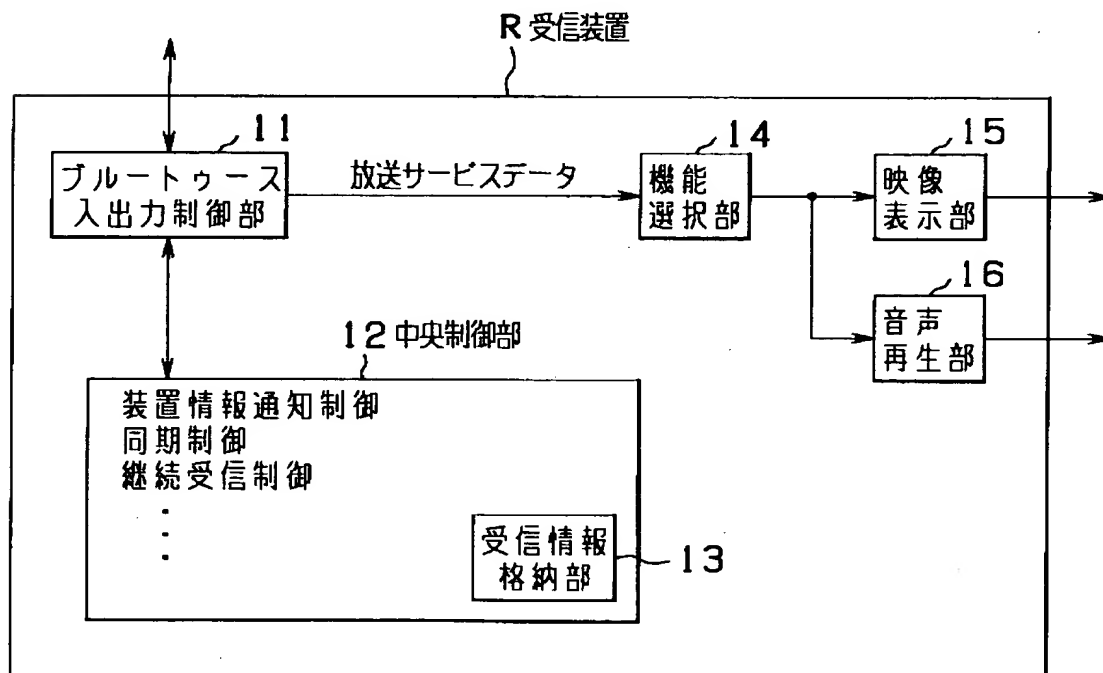 R 受信装置
11
ブルートゥース
入出力制御部
放送サービスデータ
14
機能
選択部
15
映像
表示部
16
音声
再生部
12 中央制御部
装置情報通知制御
同期制御
継続受信制御
・
・
・
受信情報
格納部
13